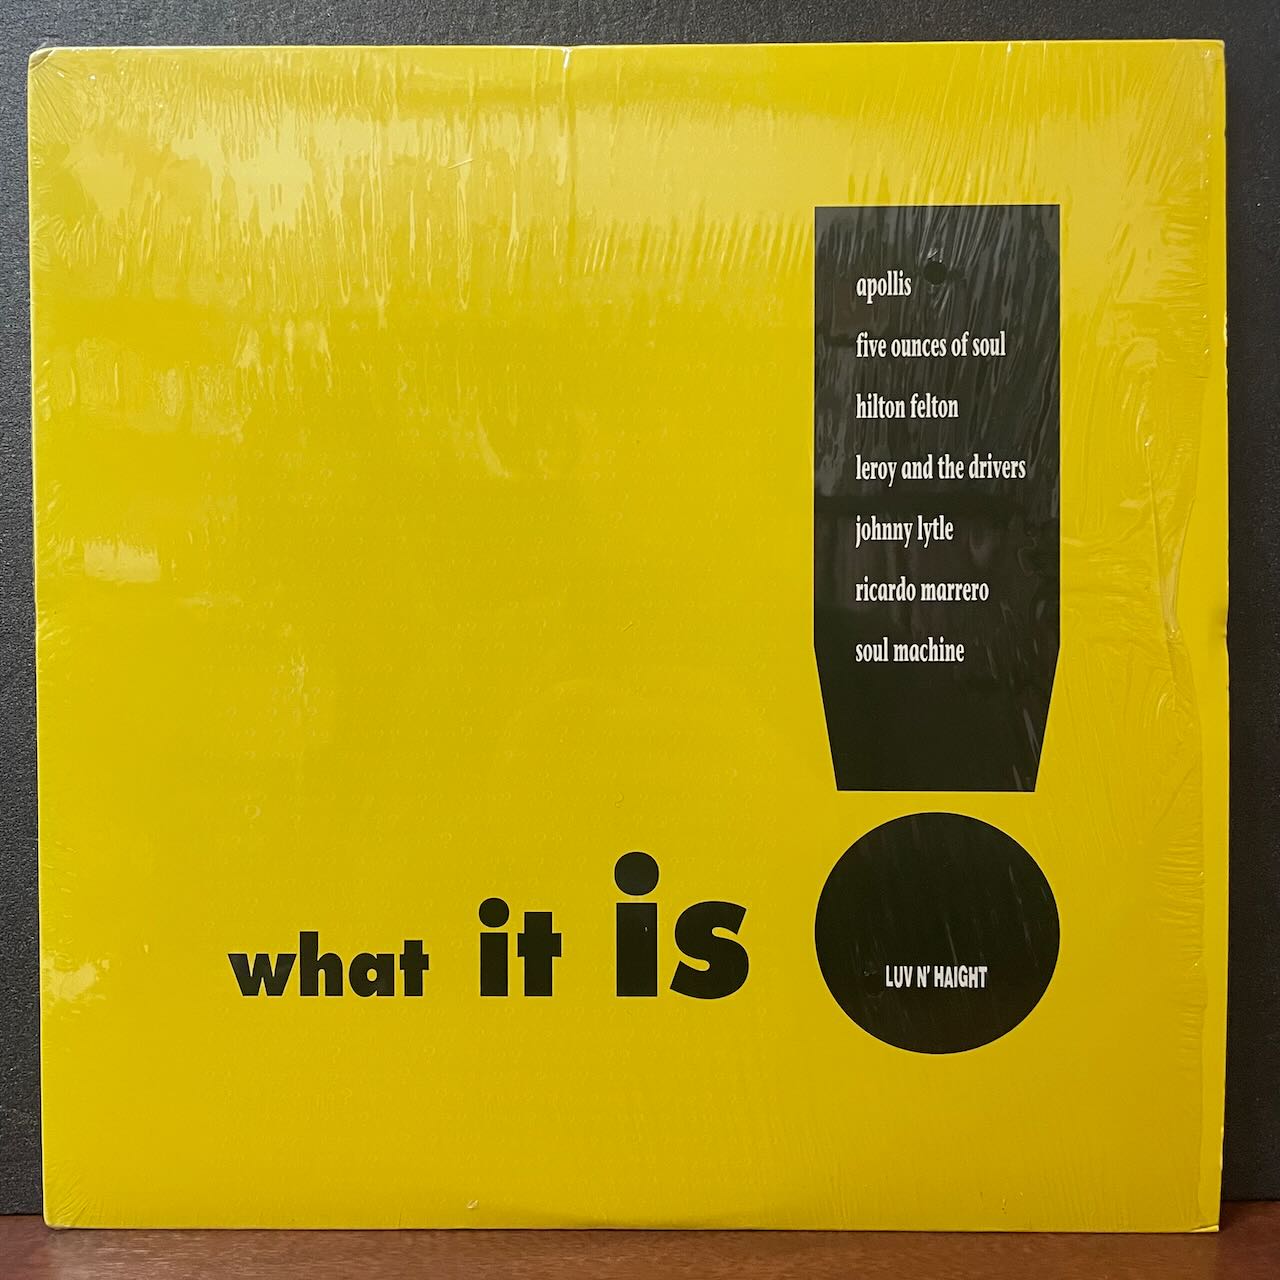 apollis
five ounces of soul
hilton felton
leroy and the drivers
johnny lytle
ricardo marrero
soul machine
what it is!
LUV N' HAIGHT